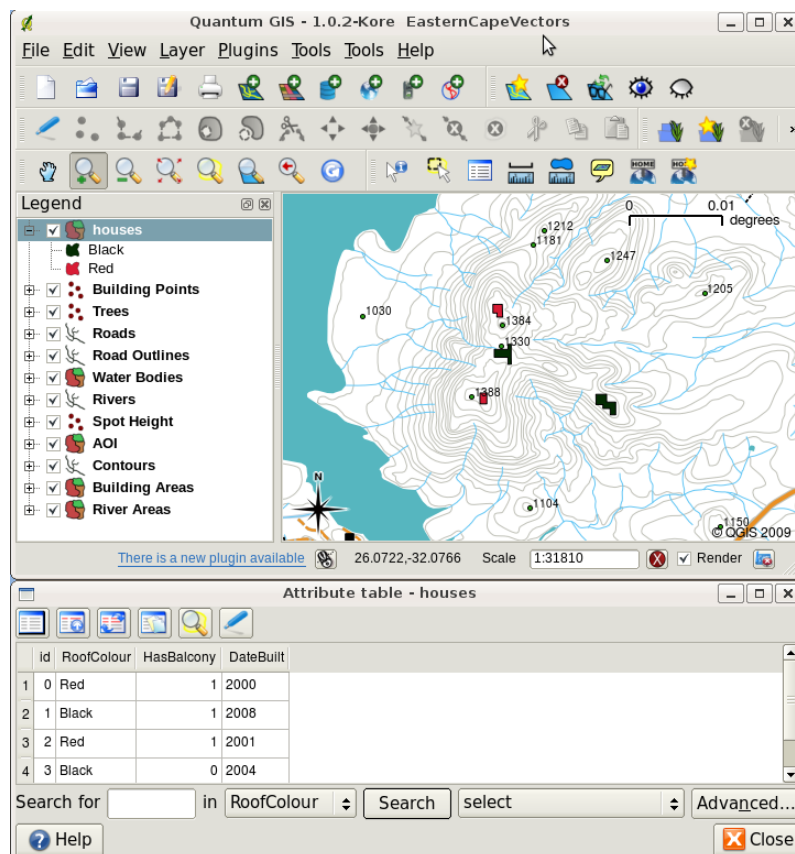 Quantum GIS - 1.0.2-Kore EasternCapeVectors
File Edit View Layer Plugins Tools Tools Help
HOME
Legend
houses
Black
Red
Building Points
Trees
Roads
Road Outlines
Water Bodies
Rivers
Spot Height
AOI
Contours
Building Areas
River Areas
0 0.01
degrees
1212
1181
1247
1205
1030
1384
1330
1388
1104
1150
N
© QGIS 2009
There is a new plugin available 26.0722,-32.0766 Scale 1:31810 Render
Attribute table - houses
id RoofColour HasBalcony DateBuilt
1 0 Red 1 2000
2 1 Black 1 2008
3 2 Red 1 2001
4 3 Black 0 2004
Search for in RoofColour Search select Advanced...
Help Close